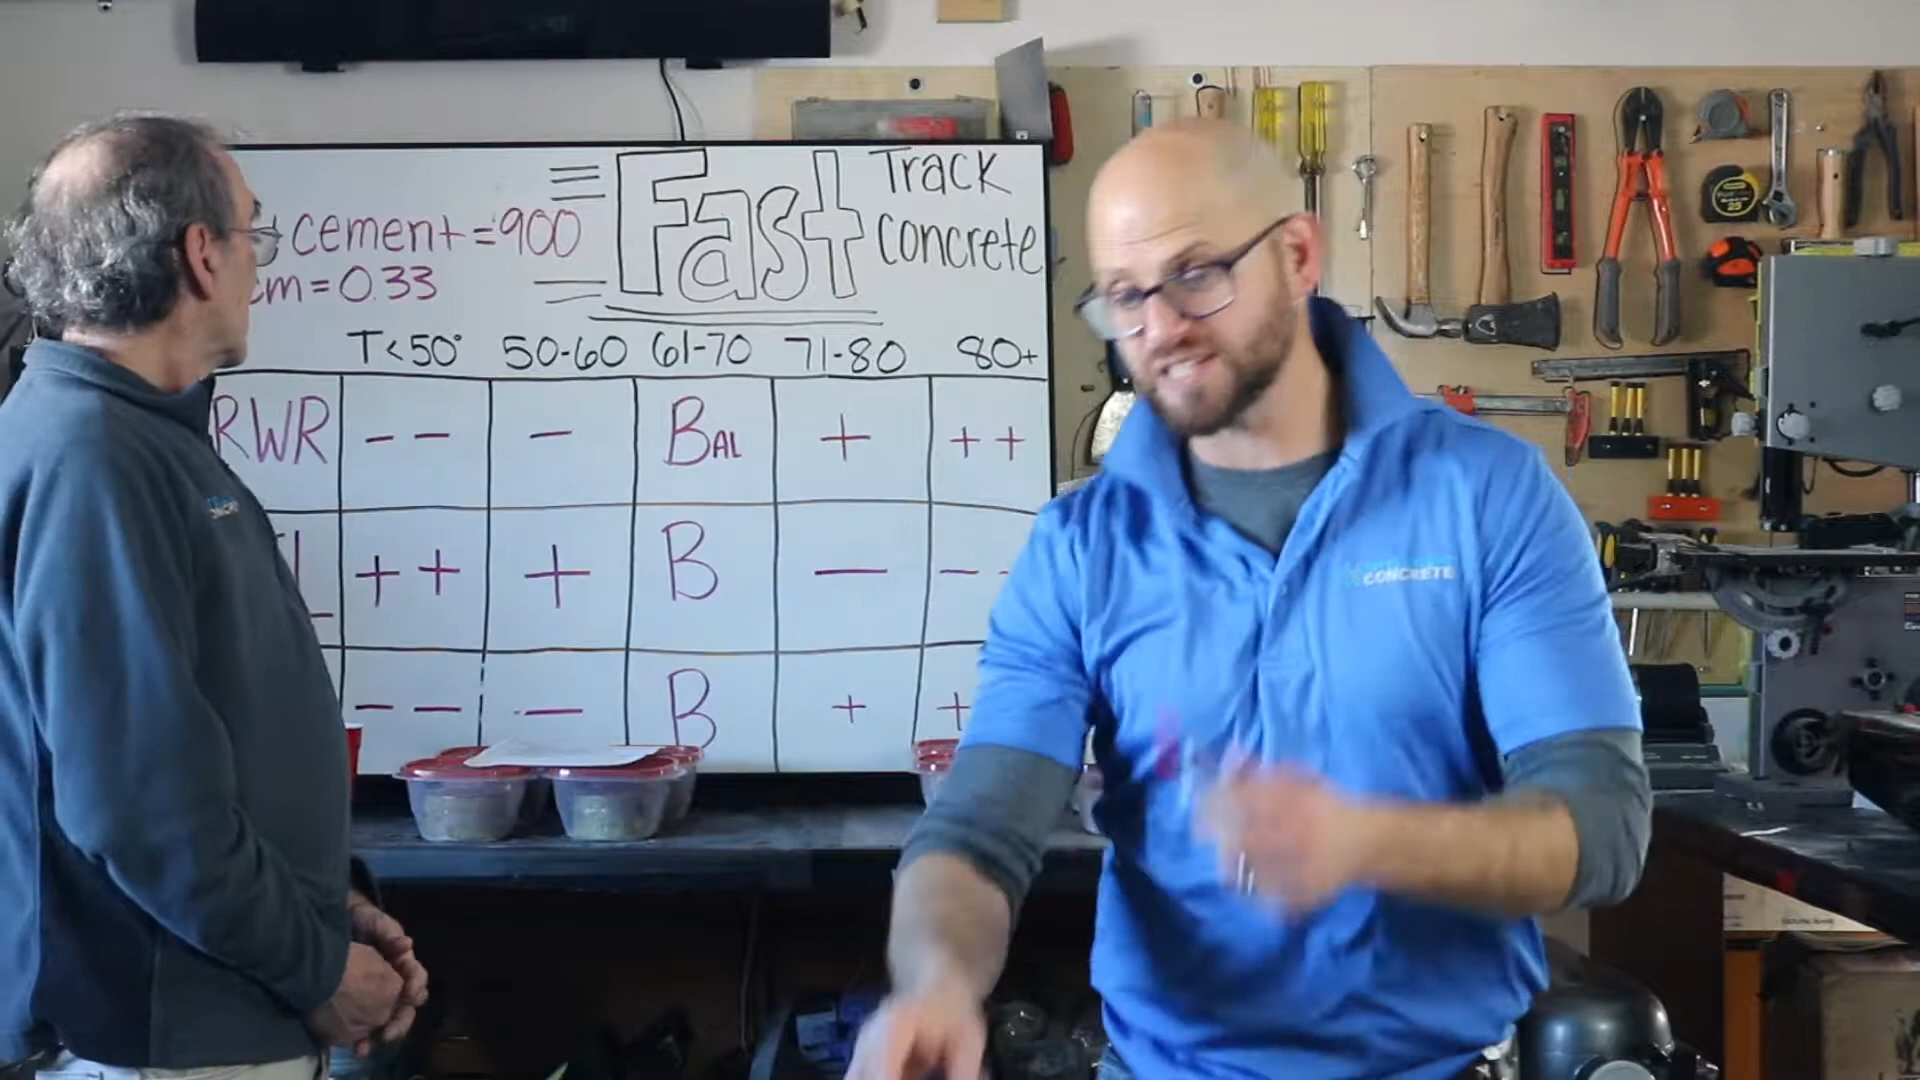 Fast Track
Concrete
cement = 900
cm = 0.33
T < 50° 50-60 61-70 71-80 80+
RWR -- - BAL + ++
++ + B - --
-- - B + +
CONCRETE
25